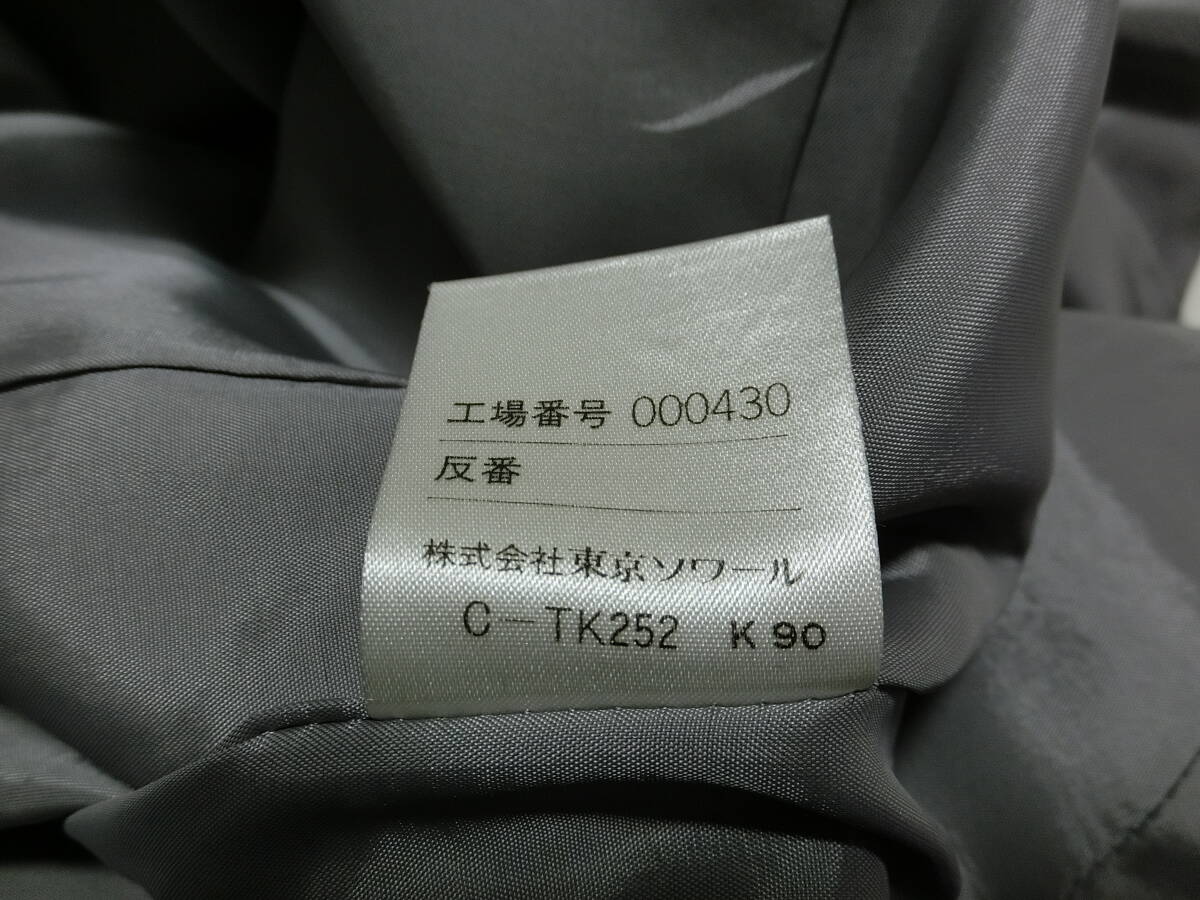 工場番号 000430
反番
株式会社東京ソワール
C-TK252 K90